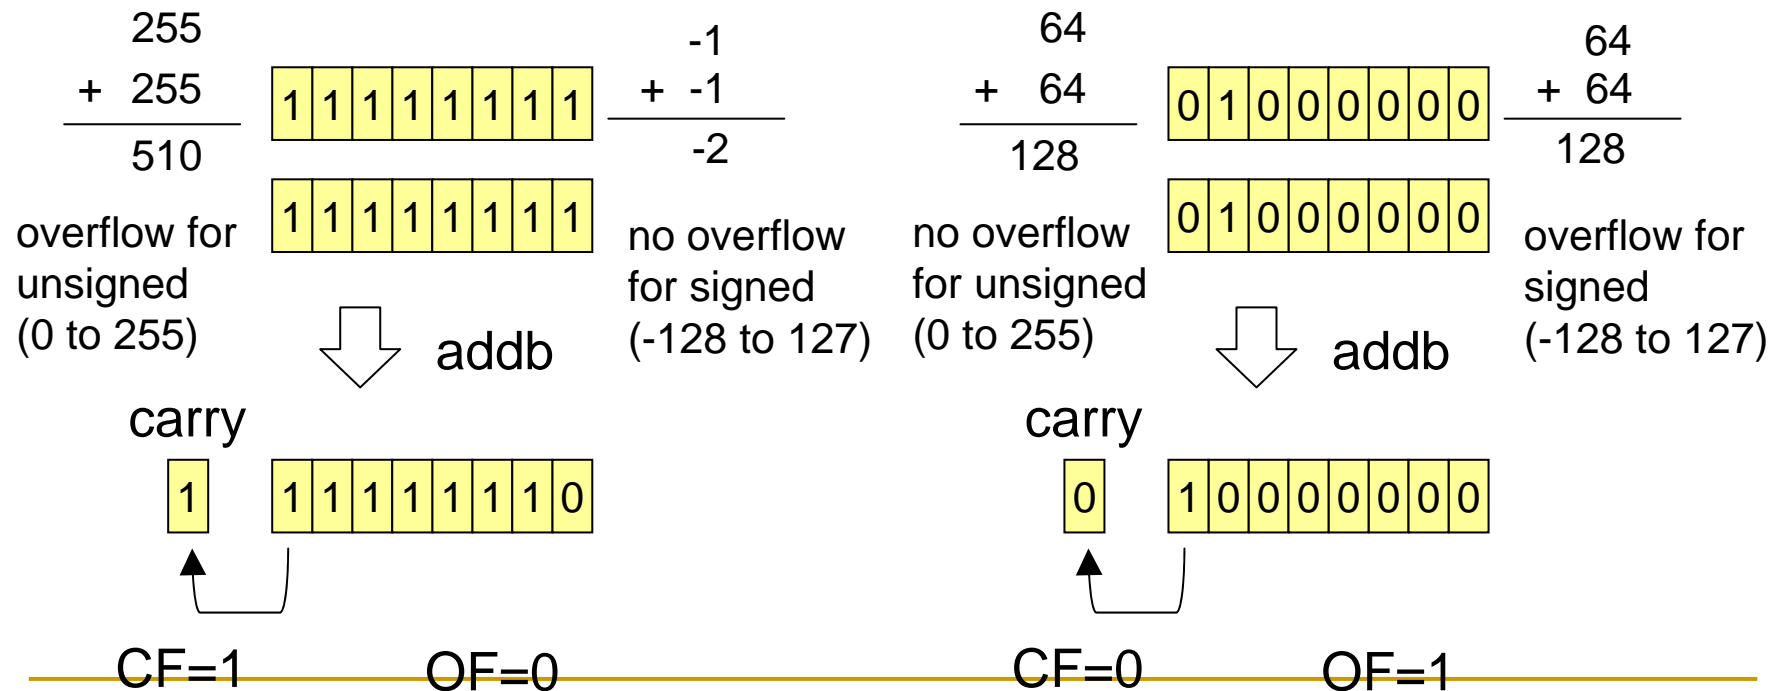 255
+ 255
510
overflow for
unsigned
(0 to 255)
1 1 1 1 1 1 1 1
1 1 1 1 1 1 1 1
-1
+ -1
-2
no overflow
for signed
(-128 to 127)
addb
carry
1
1 1 1 1 1 1 1 0
CF=1
OF=0
64
+ 64
128
no overflow
for unsigned
(0 to 255)
0 1 0 0 0 0 0 0
0 1 0 0 0 0 0 0
64
+ 64
128
overflow for
signed
(-128 to 127)
addb
carry
0
1 0 0 0 0 0 0 0
CF=0
OF=1